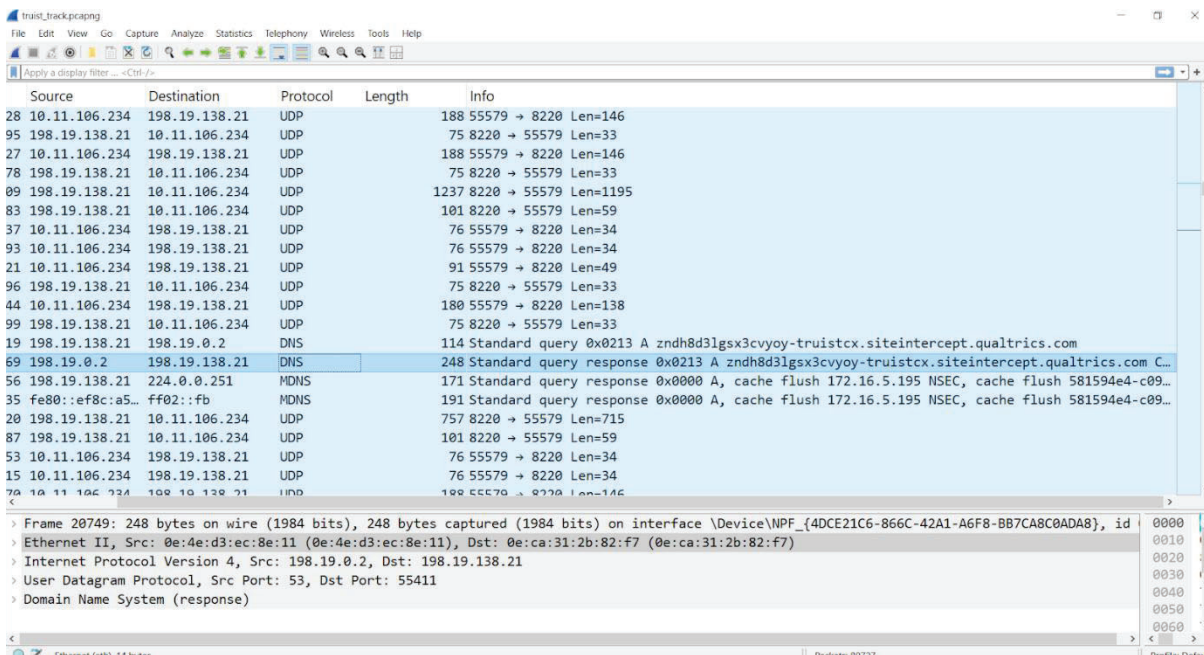 truist_track.pcapng
File Edit View Go Capture Analyze Statistics Telephony Wireless Tools Help
Apply a display filter ... <Ctrl-/>
Source Destination Protocol Length Info
28 10.11.106.234 198.19.138.21 UDP 188 55579 → 8220 Len=146
95 198.19.138.21 10.11.106.234 UDP 75 8220 → 55579 Len=33
27 10.11.106.234 198.19.138.21 UDP 188 55579 → 8220 Len=146
78 198.19.138.21 10.11.106.234 UDP 75 8220 → 55579 Len=33
09 198.19.138.21 10.11.106.234 UDP 1237 8220 → 55579 Len=1195
83 198.19.138.21 10.11.106.234 UDP 101 8220 → 55579 Len=59
37 10.11.106.234 198.19.138.21 UDP 76 55579 → 8220 Len=34
93 10.11.106.234 198.19.138.21 UDP 76 55579 → 8220 Len=34
21 10.11.106.234 198.19.138.21 UDP 91 55579 → 8220 Len=49
96 198.19.138.21 10.11.106.234 UDP 75 8220 → 55579 Len=33
44 10.11.106.234 198.19.138.21 UDP 180 55579 → 8220 Len=138
99 198.19.138.21 10.11.106.234 UDP 75 8220 → 55579 Len=33
19 198.19.138.21 198.19.0.2 DNS 114 Standard query 0x0213 A zndh8d3lgsx3cvyoy-truistcx.siteintercept.qualtrics.com
69 198.19.0.2 198.19.138.21 DNS 248 Standard query response 0x0213 A zndh8d3lgsx3cvyoy-truistcx.siteintercept.qualtrics.com C...
56 198.19.138.21 224.0.0.251 MDNS 171 Standard query response 0x0000 A, cache flush 172.16.5.195 NSEC, cache flush 581594e4-c09...
35 fe80::ef8c:a5... ff02::fb MDNS 191 Standard query response 0x0000 A, cache flush 172.16.5.195 NSEC, cache flush 581594e4-c09...
20 198.19.138.21 10.11.106.234 UDP 757 8220 → 55579 Len=715
87 198.19.138.21 10.11.106.234 UDP 101 8220 → 55579 Len=59
53 10.11.106.234 198.19.138.21 UDP 76 55579 → 8220 Len=34
15 10.11.106.234 198.19.138.21 UDP 76 55579 → 8220 Len=34
70 10.11.106.234 198.19.138.21 UDP 188 55579 → 8220 Len=146
Frame 20749: 248 bytes on wire (1984 bits), 248 bytes captured (1984 bits) on interface \Device\NPF_{4DCE21C6-866C-42A1-A6F8-BB7CA8C0ADA8}, id 0000
Ethernet II, Src: 0e:4e:d3:ec:8e:11 (0e:4e:d3:ec:8e:11), Dst: 0e:ca:31:2b:82:f7 (0e:ca:31:2b:82:f7) 0010
Internet Protocol Version 4, Src: 198.19.0.2, Dst: 198.19.138.21 0020
User Datagram Protocol, Src Port: 53, Dst Port: 55411 0030
Domain Name System (response) 0040
0050
0060